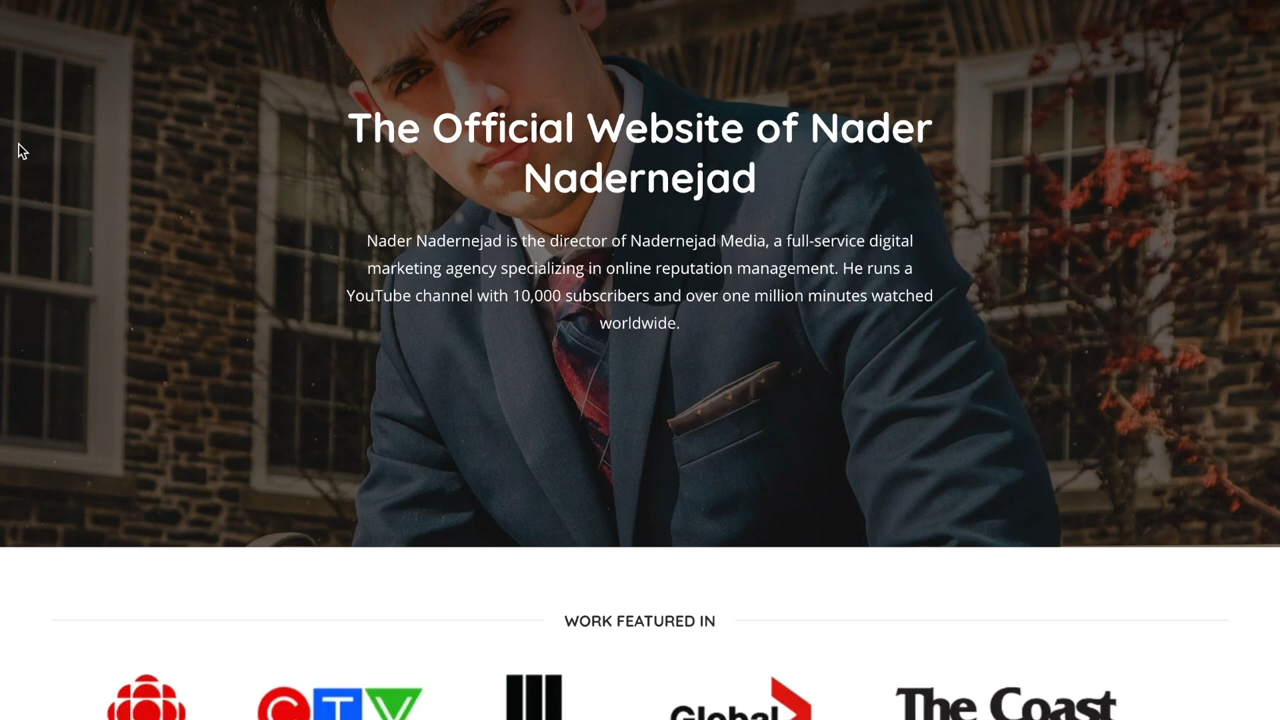 The Official Website of Nader
Nadernejad
Nader Nadernejad is the director of Nadernejad Media, a full-service digital
marketing agency specializing in online reputation management. He runs a
YouTube channel with 10,000 subscribers and over one million minutes watched
worldwide.
WORK FEATURED IN
CTV
Global
The Coast